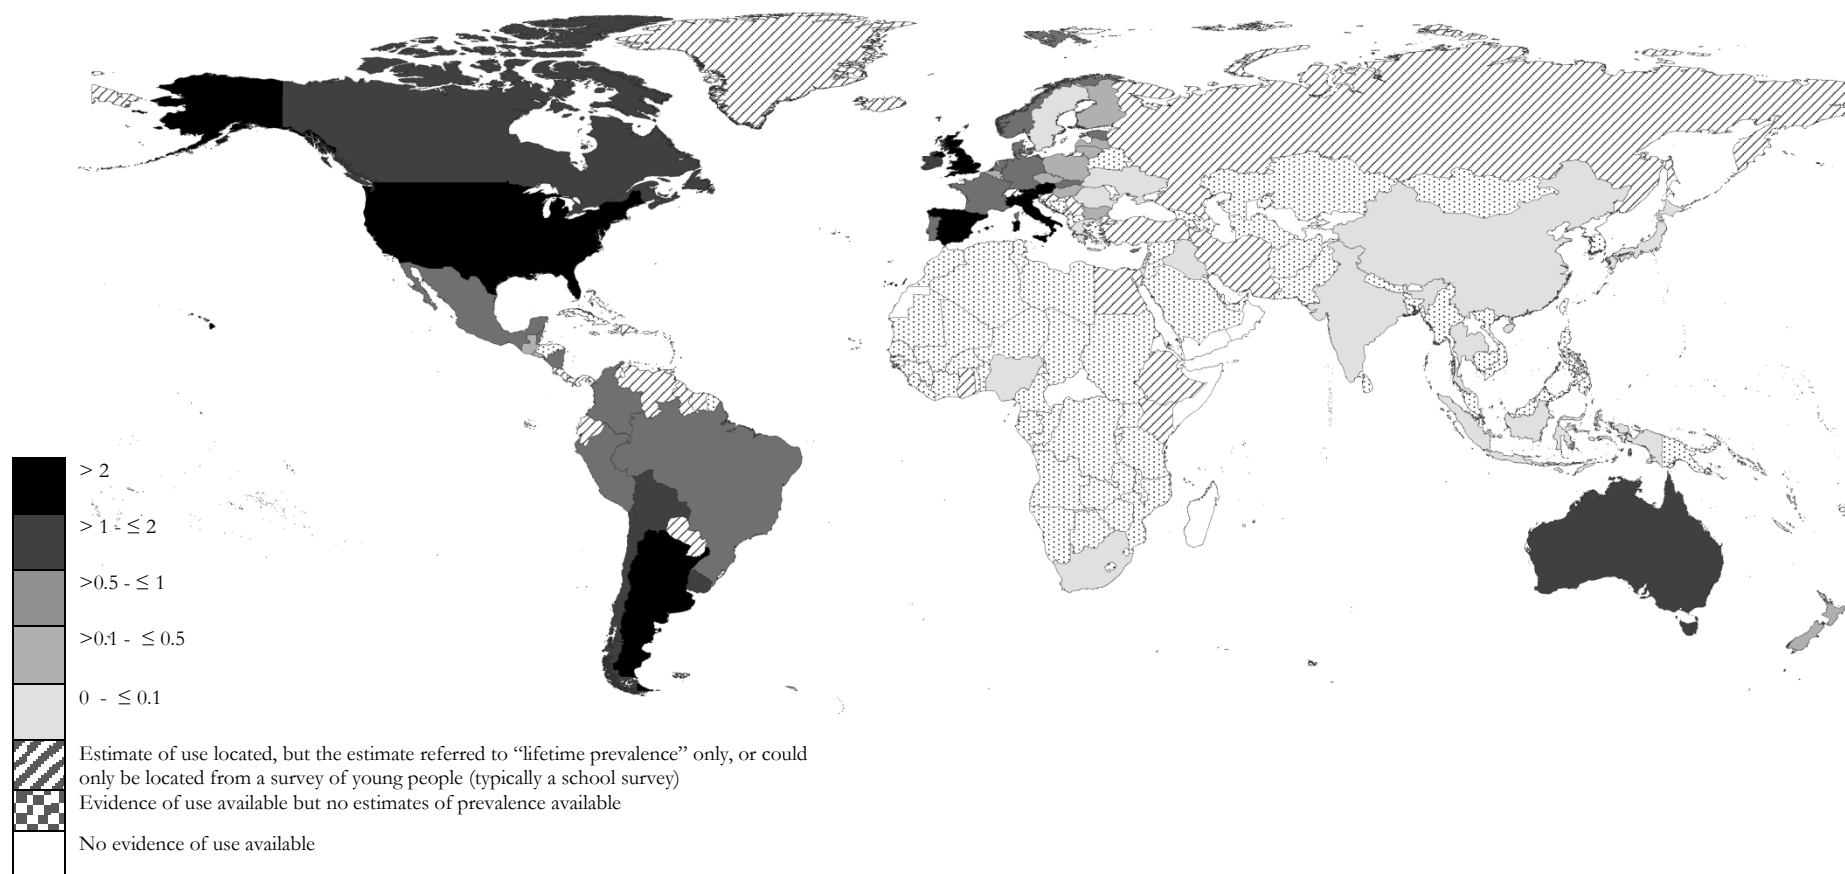 > 2
> 1 - ≤ 2
>0.5 - ≤ 1
>0.1 - ≤ 0.5
0 - ≤ 0.1
Estimate of use located, but the estimate referred to “lifetime prevalence” only, or could
only be located from a survey of young people (typically a school survey)
Evidence of use available but no estimates of prevalence available
No evidence of use available